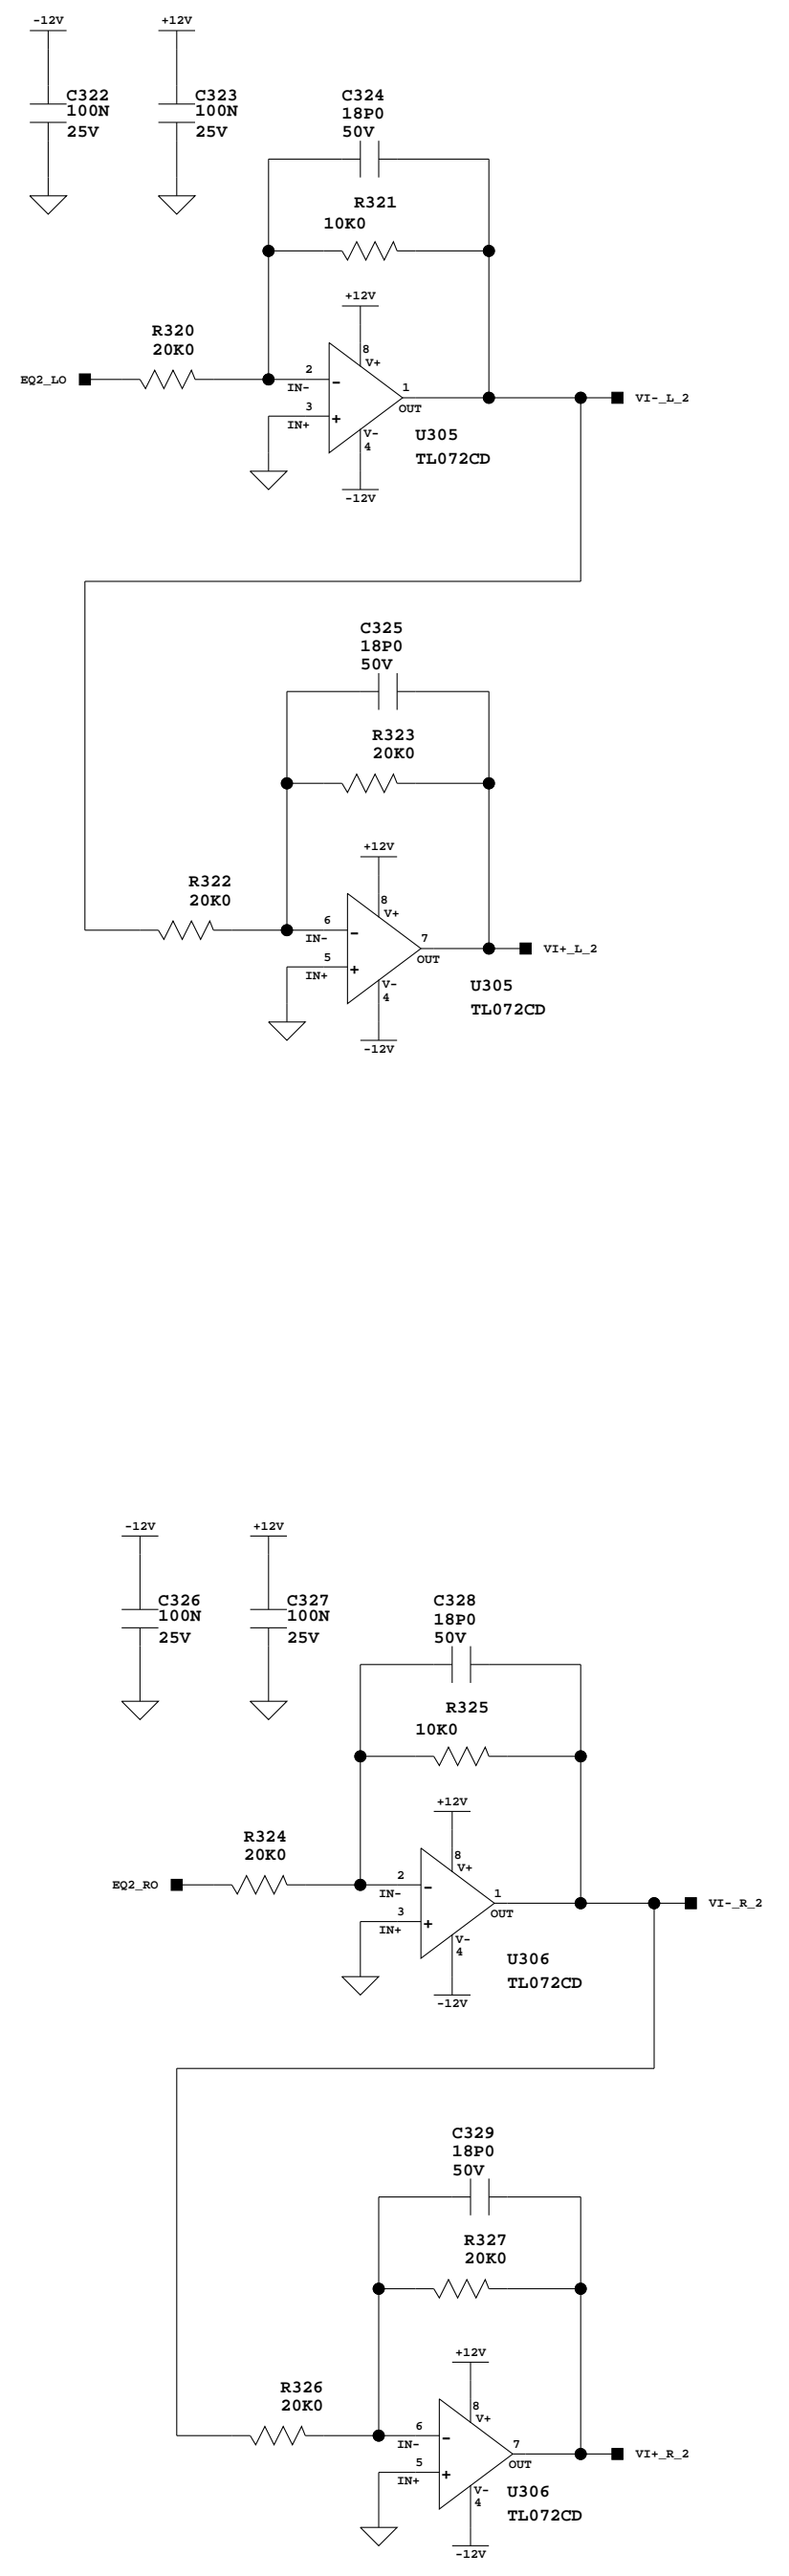 -12V
+12V
C322
100N
25V
C323
100N
25V
C324
18P0
50V
R321
10K0
+12V
R320
20K0
8
V+
EQ2_LO
2
IN-
-
1
OUT
VI-_L_2
3
IN+
+
V-
4
U305
TL072CD
-12V
C325
18P0
50V
R323
20K0
+12V
R322
20K0
8
V+
6
IN-
-
7
OUT
VI+_L_2
5
IN+
+
V-
4
U305
TL072CD
-12V
-12V
+12V
C326
100N
25V
C327
100N
25V
C328
18P0
50V
R325
10K0
+12V
R324
20K0
8
V+
EQ2_RO
2
IN-
-
1
OUT
VI-_R_2
3
IN+
+
V-
4
U306
TL072CD
-12V
C329
18P0
50V
R327
20K0
+12V
R326
20K0
8
V+
6
IN-
-
7
OUT
VI+_R_2
5
IN+
+
V-
4
U306
TL072CD
-12V